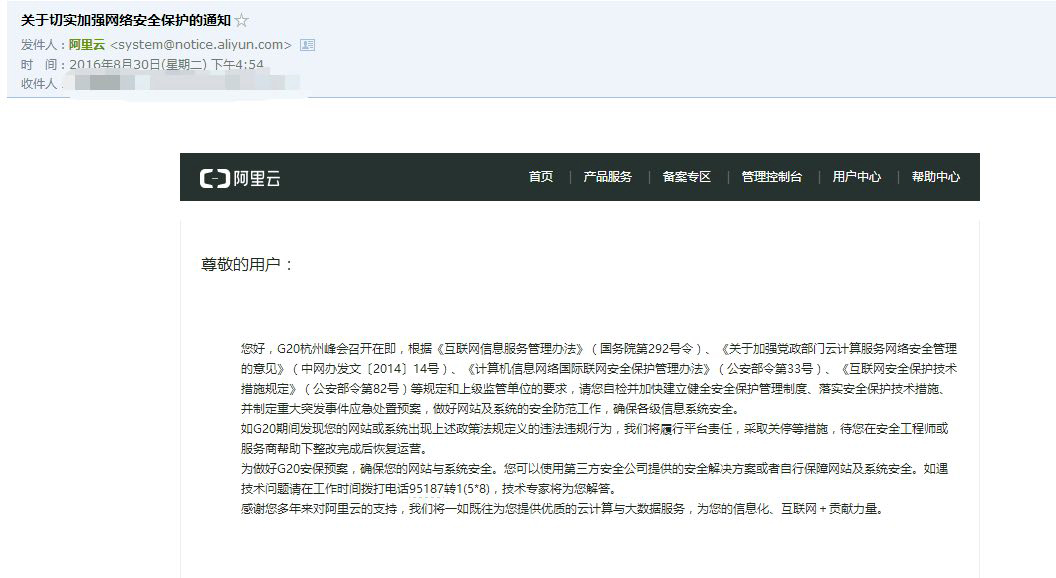 关于切实加强网络安全保护的通知☆
发件人：阿里云 <system@notice.aliyun.com>
时 间：2016年8月30日(星期二) 下午4:54
收件人：
阿里云 首页 | 产品服务 | 备案专区 | 管理控制台 | 用户中心 | 帮助中心
尊敬的用户：
您好，G20杭州峰会召开在即，根据《互联网信息服务管理办法》（国务院第292号令）、《关于加强党政部门云计算服务网络安全管理
的意见》（中网办发文〔2014〕14号）、《计算机信息网络国际联网安全保护管理办法》（公安部令第33号）、《互联网安全保护技术
措施规定》（公安部令第82号）等规定和上级监管单位的要求，请您自检并加快建立健全安全保护管理制度、落实安全保护技术措施、
并制定重大突发事件应急处置预案，做好网站及系统的安全防范工作，确保各级信息系统安全。
如G20期间发现您的网站或系统出现上述政策法规定义的违法违规行为，我们将履行平台责任，采取关停等措施，待您在安全工程师或
服务商帮助下整改完成后恢复运营。
为做好G20安保预案，确保您的网站与系统安全。您可以使用第三方安全公司提供的安全解决方案或者自行保障网站及系统安全。如遇
技术问题请在工作时间拨打电话95187转1(5*8)，技术专家将为您解答。
感谢您多年来对阿里云的支持，我们将一如既往为您提供优质的云计算与大数据服务，为您的信息化、互联网＋贡献力量。